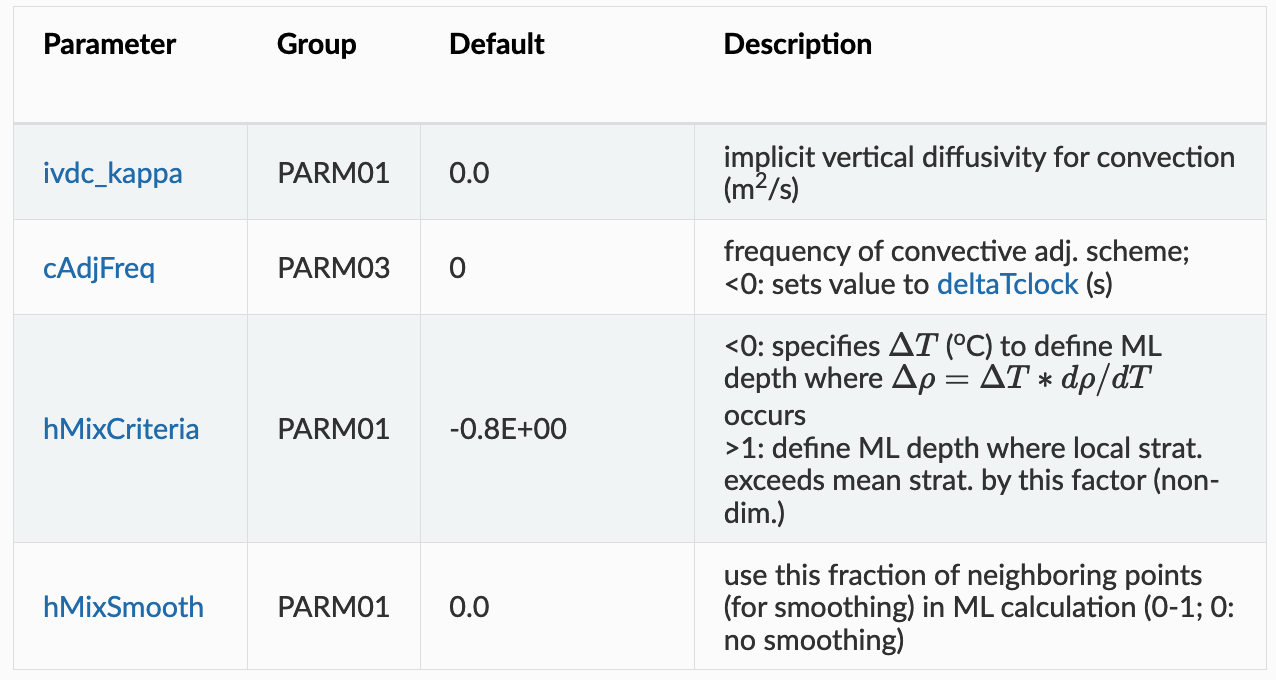 Parameter Group Default Description
implicit vertical diffusivity for convection
ivdc_kappa PARM01 0.0
(m²/s)
frequency of convective adj. scheme;
cAdjFreq PARM03 0
<0: sets value to deltaTclock (s)
<0: specifies ΔT (ºC) to define ML
depth where Δρ = ΔT ∗ dρ/dT
occurs
hMixCriteria PARM01 -0.8E+00
>1: define ML depth where local strat.
exceeds mean strat. by this factor (non-
dim.)
use this fraction of neighboring points
hMixSmooth PARM01 0.0
(for smoothing) in ML calculation (0-1; 0:
no smoothing)